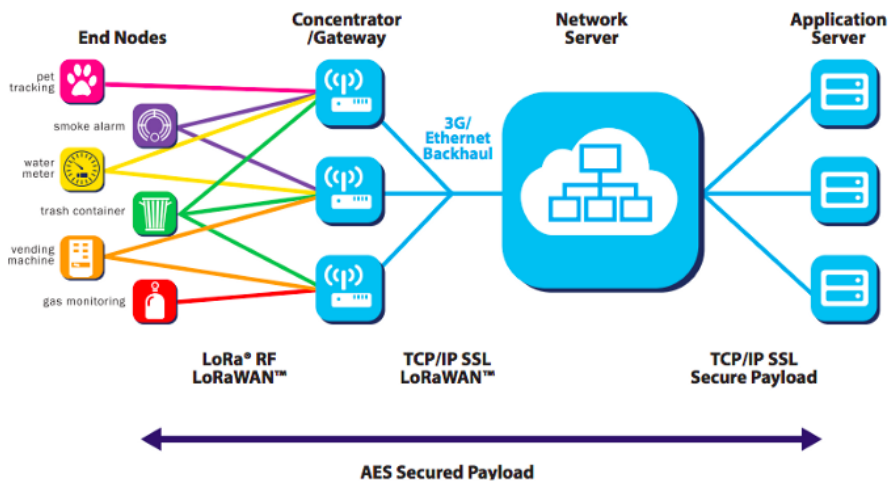 End Nodes
Concentrator
/Gateway
Network
Server
Application
Server
pet
tracking
smoke alarm
water
meter
trash container
vending
machine
gas monitoring
3G/
Ethernet
Backhaul
LoRa® RF
LoRaWAN™
TCP/IP SSL
LoRaWAN™
TCP/IP SSL
Secure Payload
AES Secured Payload